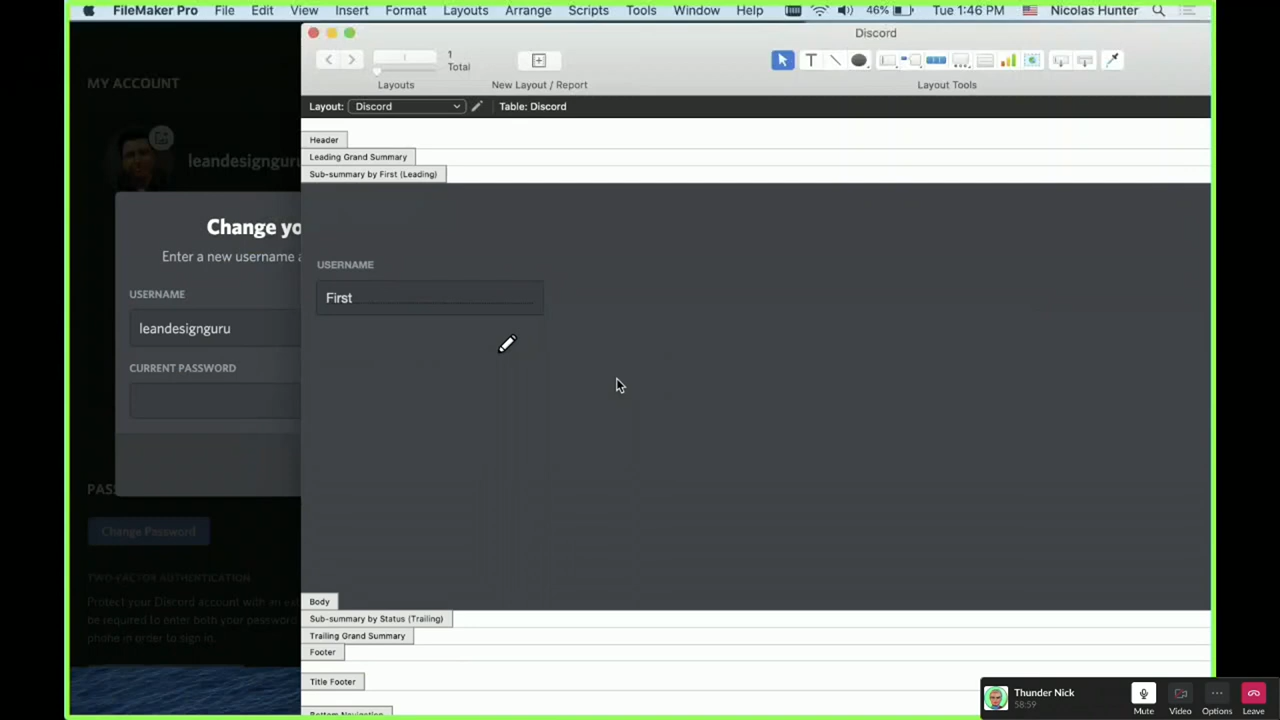 FileMaker Pro File Edit View Insert Format Layouts Arrange Scripts Tools Window Help 46% Tue 1:46 PM Nicolas Hunter
Discord
1
Total
Layouts
New Layout / Report
Layout Tools
Layout: Discord
Table: Discord
Header
Leading Grand Summary
Sub-summary by First (Leading)
USERNAME
First
Body
Sub-summary by Status (Trailing)
Trailing Grand Summary
Footer
Title Footer
Bottom Navigation
MY ACCOUNT
leandesignguru
Change yo
Enter a new username a
USERNAME
leandesignguru
CURRENT PASSWORD
PAS
Change Password
TWO-FACTOR AUTHENTICATION
Protect your Discord account with an ex
be required to enter both your password
phone in order to sign in.
Thunder Nick
58:59
Mute
Video
Options
Leave